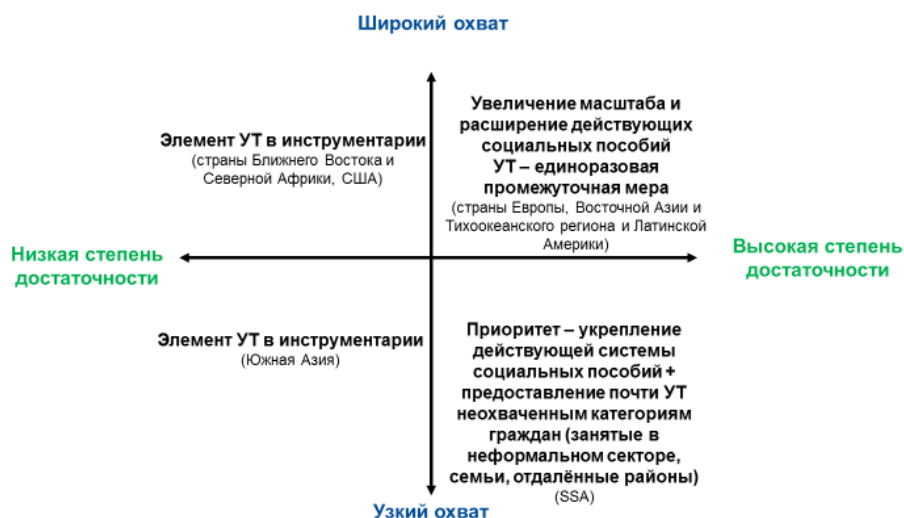 Широкий охват
Элемент УТ в инструментарии
(страны Ближнего Востока и
Северной Африки, США)
Увеличение масштаба и
расширение действующих
социальных пособий
УТ – единоразовая
промежуточная мера
(страны Европы, Восточной Азии и
Тихоокеанского региона и Латинской
Америки)
Низкая степень
достаточности
Высокая степень
достаточности
Элемент УТ в инструментарии
(Южная Азия)
Приоритет – укрепление
действующей системы
социальных пособий +
предоставление почти УТ
неохваченным категориям
граждан (занятые в
неформальном секторе,
семьи, отдалённые районы)
(SSA)
Узкий охват